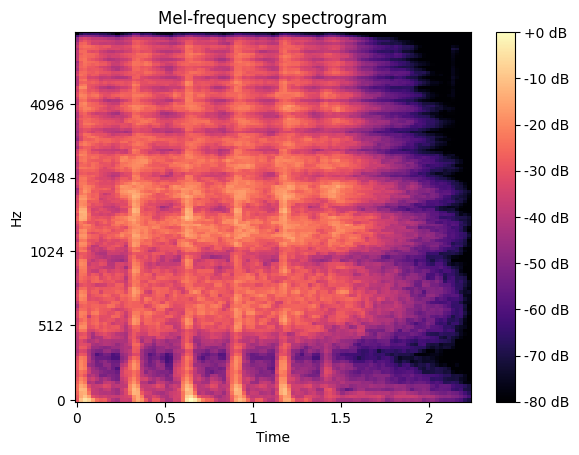 Mel-frequency spectrogram
Hz
4096
2048
1024
512
0
0
0.5
1
1.5
2
Time
+0 dB
-10 dB
-20 dB
-30 dB
-40 dB
-50 dB
-60 dB
-70 dB
-80 dB